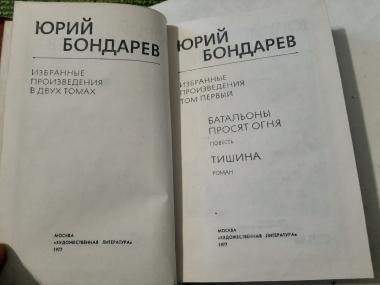 ЮРИЙ
БОНДАРЕВ
ИЗБРАННЫЕ
ПРОИЗВЕДЕНИЯ
В ДВУХ ТОМАХ
МОСКВА
«ХУДОЖЕСТВЕННАЯ ЛИТЕРАТУРА»
1977
ЮРИЙ
БОНДАРЕВ
ИЗБРАННЫЕ
ПРОИЗВЕДЕНИЯ
ТОМ ПЕРВЫЙ
БАТАЛЬОНЫ
ПРОСЯТ ОГНЯ
ПОВЕСТЬ
ТИШИНА
РОМАН
МОСКВА
«ХУДОЖЕСТВЕННАЯ ЛИТЕРАТУРА»
1977